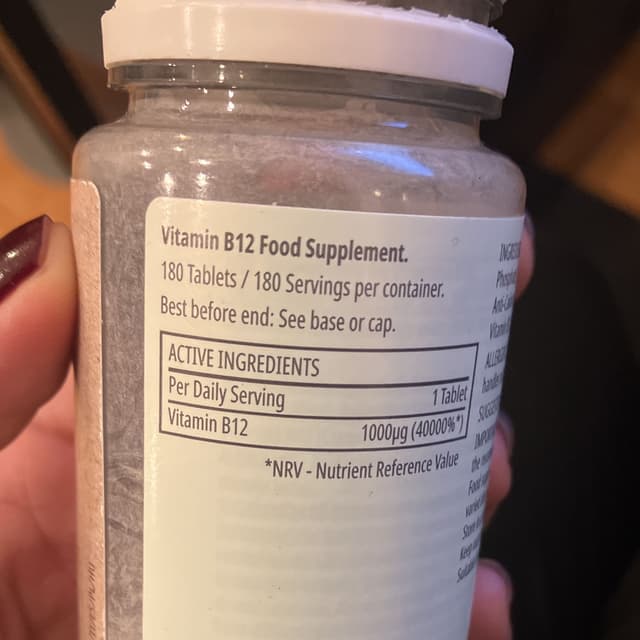 Vitamin B12 Food Supplement.
180 Tablets / 180 Servings per container.
Best before end: See base or cap.
ACTIVE INGREDIENTS
Per Daily Serving 1 Tablet
Vitamin B12 1000µg (40000%*)
*NRV - Nutrient Reference Value